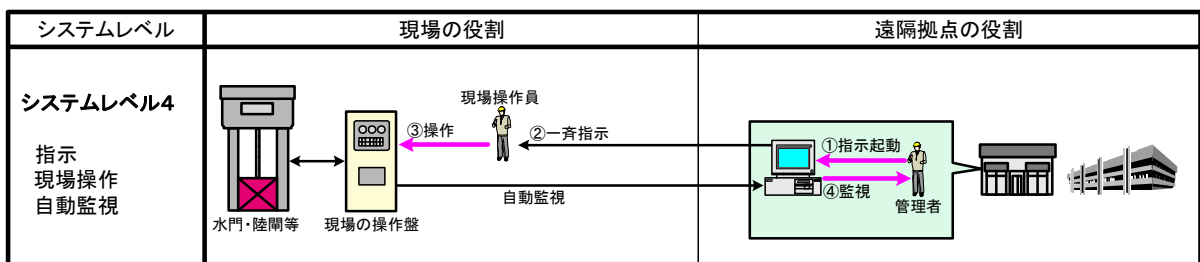 システムレベル
現場の役割
遠隔拠点の役割
システムレベル4
指示
現場操作
自動監視
現場操作員
③操作
②一斉指示
①指示起動
自動監視
④監視
管理者
水門・陸閘等
現場の操作盤